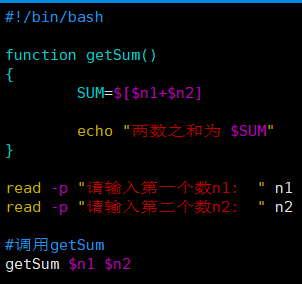 #!/bin/bash
function getSum()
{
SUM=$[$n1+$n2]
echo "两数之和为 $SUM"
}
read -p "请输入第一个数n1:  " n1
read -p "请输入第二个数n2:  " n2
#调用getSum
getSum $n1 $n2